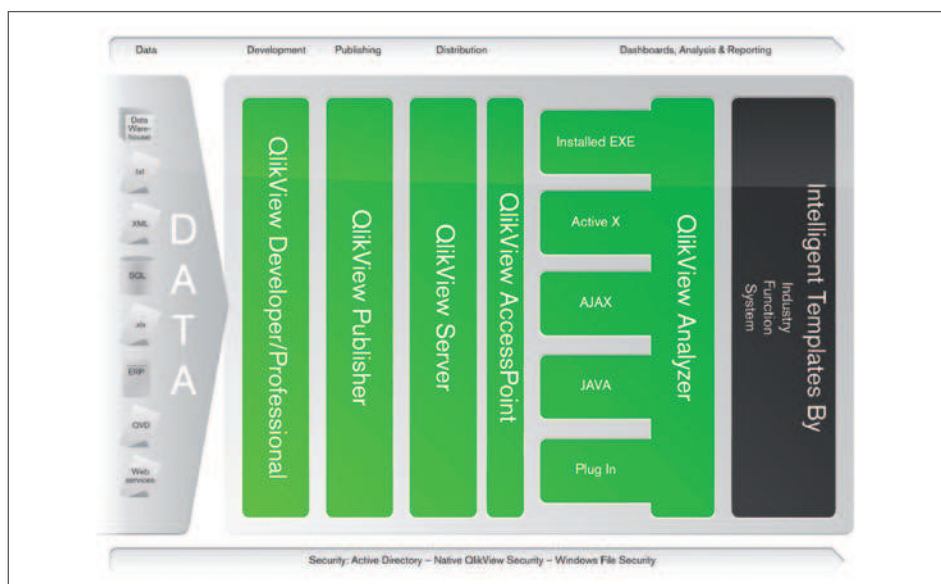 Data
Development
Publishing
Distribution
Dashboards, Analysis & Reporting
Data
Ware-
house
txt
XML
SQL
.xls
ERP
QVD
Web
services
DATA
QlikView Developer/Professional
QlikView Publisher
QlikView Server
QlikView AccessPoint
Installed EXE
Active X
AJAX
JAVA
Plug In
QlikView Analyzer
Intelligent Templates By
Industry
Function
System
Security: Active Directory – Native QlikView Security – Windows File Security